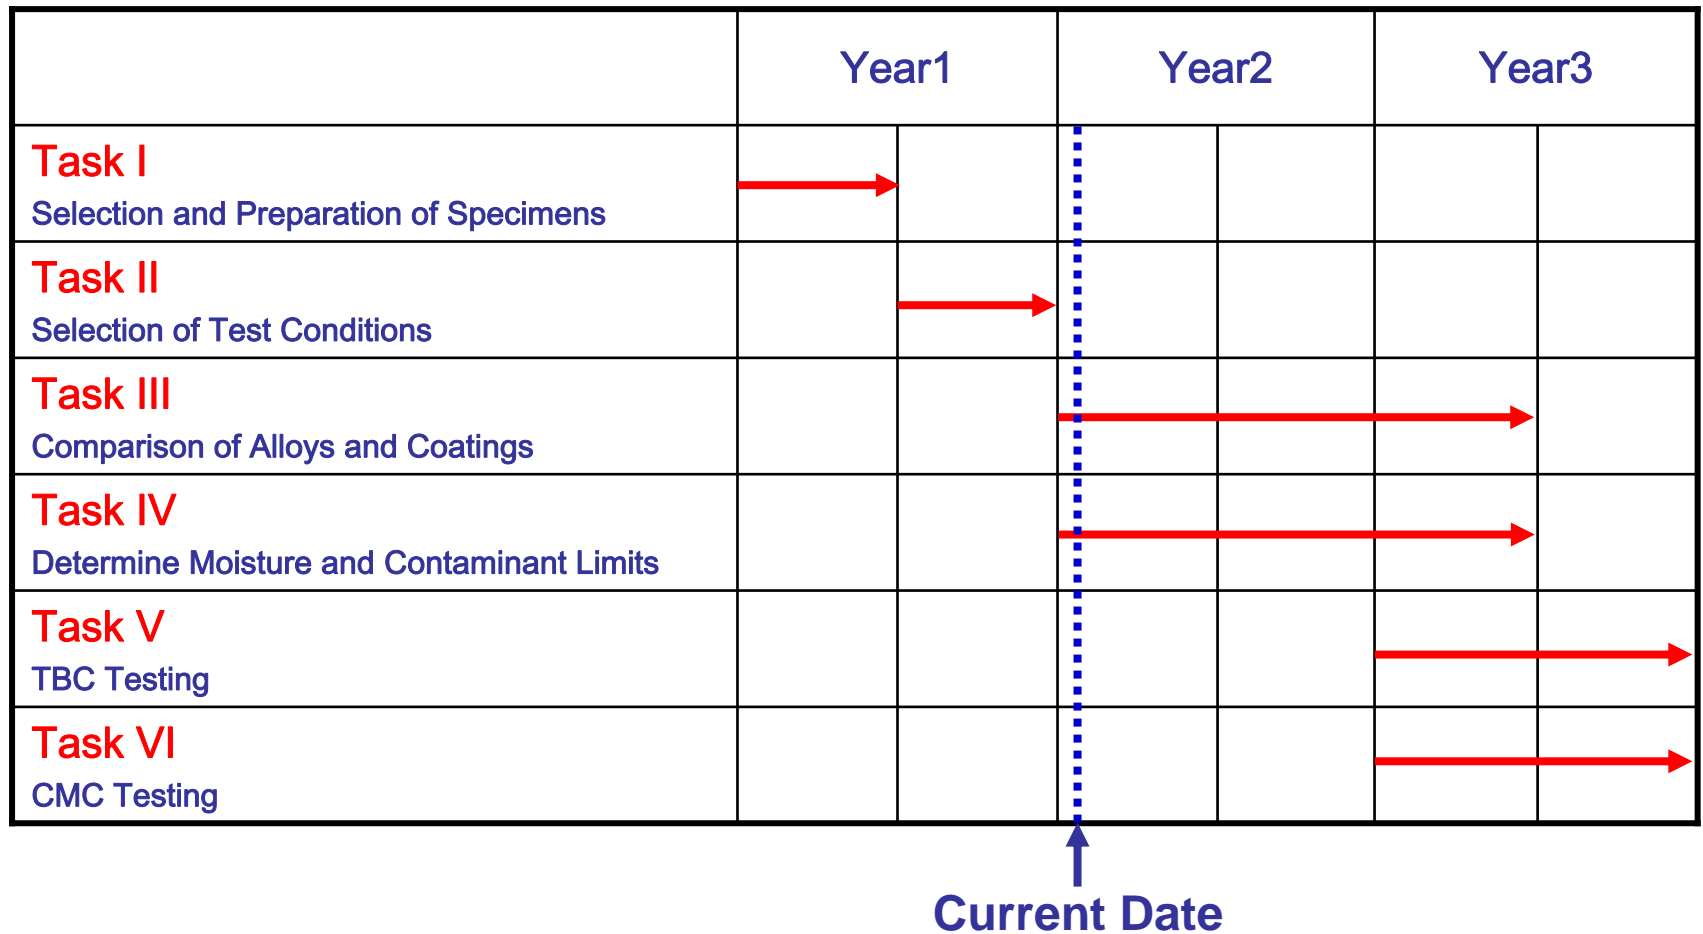 Year1 Year2 Year3
Task I
Selection and Preparation of Specimens
Task II
Selection of Test Conditions
Task III
Comparison of Alloys and Coatings
Task IV
Determine Moisture and Contaminant Limits
Task V
TBC Testing
Task VI
CMC Testing
Current Date